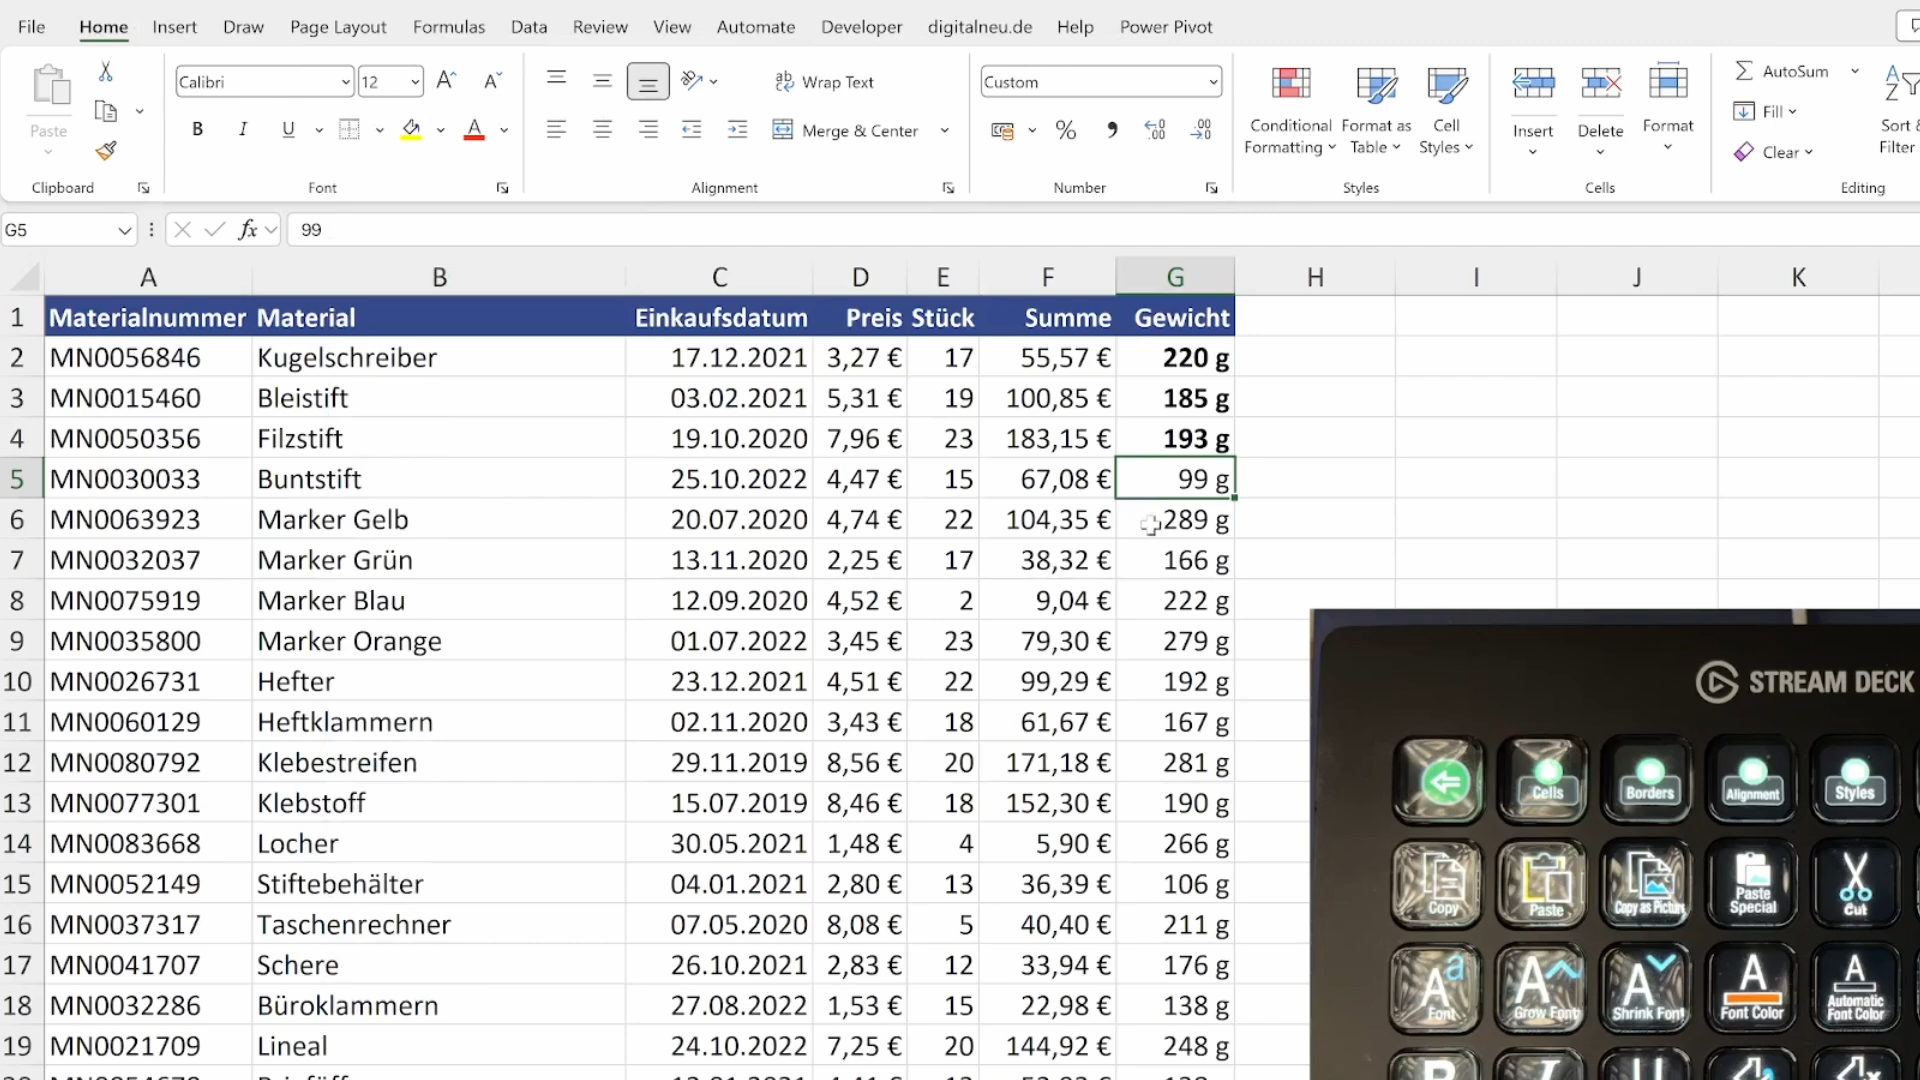 File Home Insert Draw Page Layout Formulas Data Review View Automate Developer digitalneu.de Help Power Pivot
Paste
Clipboard
Calibri 12
B I U
Font
Wrap Text
Merge & Center
Alignment
Custom
Number
Conditional Formatting
Format as Table
Cell Styles
Styles
Insert
Delete
Format
Cells
AutoSum
Fill
Clear
Sort &
Filter
Editing
G5 fx 99
A B C D E F G H I J K
1 Materialnummer Material Einkaufsdatum Preis Stück Summe Gewicht
2 MN0056846 Kugelschreiber 17.12.2021 3,27 € 17 55,57 € 220 g
3 MN0015460 Bleistift 03.02.2021 5,31 € 19 100,85 € 185 g
4 MN0050356 Filzstift 19.10.2020 7,96 € 23 183,15 € 193 g
5 MN0030033 Buntstift 25.10.2022 4,47 € 15 67,08 € 99 g
6 MN0063923 Marker Gelb 20.07.2020 4,74 € 22 104,35 € 289 g
7 MN0032037 Marker Grün 13.11.2020 2,25 € 17 38,32 € 166 g
8 MN0075919 Marker Blau 12.09.2020 4,52 € 2 9,04 € 222 g
9 MN0035800 Marker Orange 01.07.2022 3,45 € 23 79,30 € 279 g
10 MN0026731 Hefter 23.12.2021 4,51 € 22 99,29 € 192 g
11 MN0060129 Heftklammern 02.11.2020 3,43 € 18 61,67 € 167 g
12 MN0080792 Klebestreifen 29.11.2019 8,56 € 20 171,18 € 281 g
13 MN0077301 Klebstoff 15.07.2019 8,46 € 18 152,30 € 190 g
14 MN0083668 Locher 30.05.2021 1,48 € 4 5,90 € 266 g
15 MN0052149 Stiftebehälter 04.01.2021 2,80 € 13 36,39 € 106 g
16 MN0037317 Taschenrechner 07.05.2020 8,08 € 5 40,40 € 211 g
17 MN0041707 Schere 26.10.2021 2,83 € 12 33,94 € 176 g
18 MN0032286 Büroklammern 27.08.2022 1,53 € 15 22,98 € 138 g
19 MN0021709 Lineal 24.10.2022 7,25 € 20 144,92 € 248 g
STREAM DECK
Cells Borders Alignment Styles
Copy Paste Copy as Picture Paste Special Cut
Font Grow Font Shrink Font Font Color Automatic Font Color